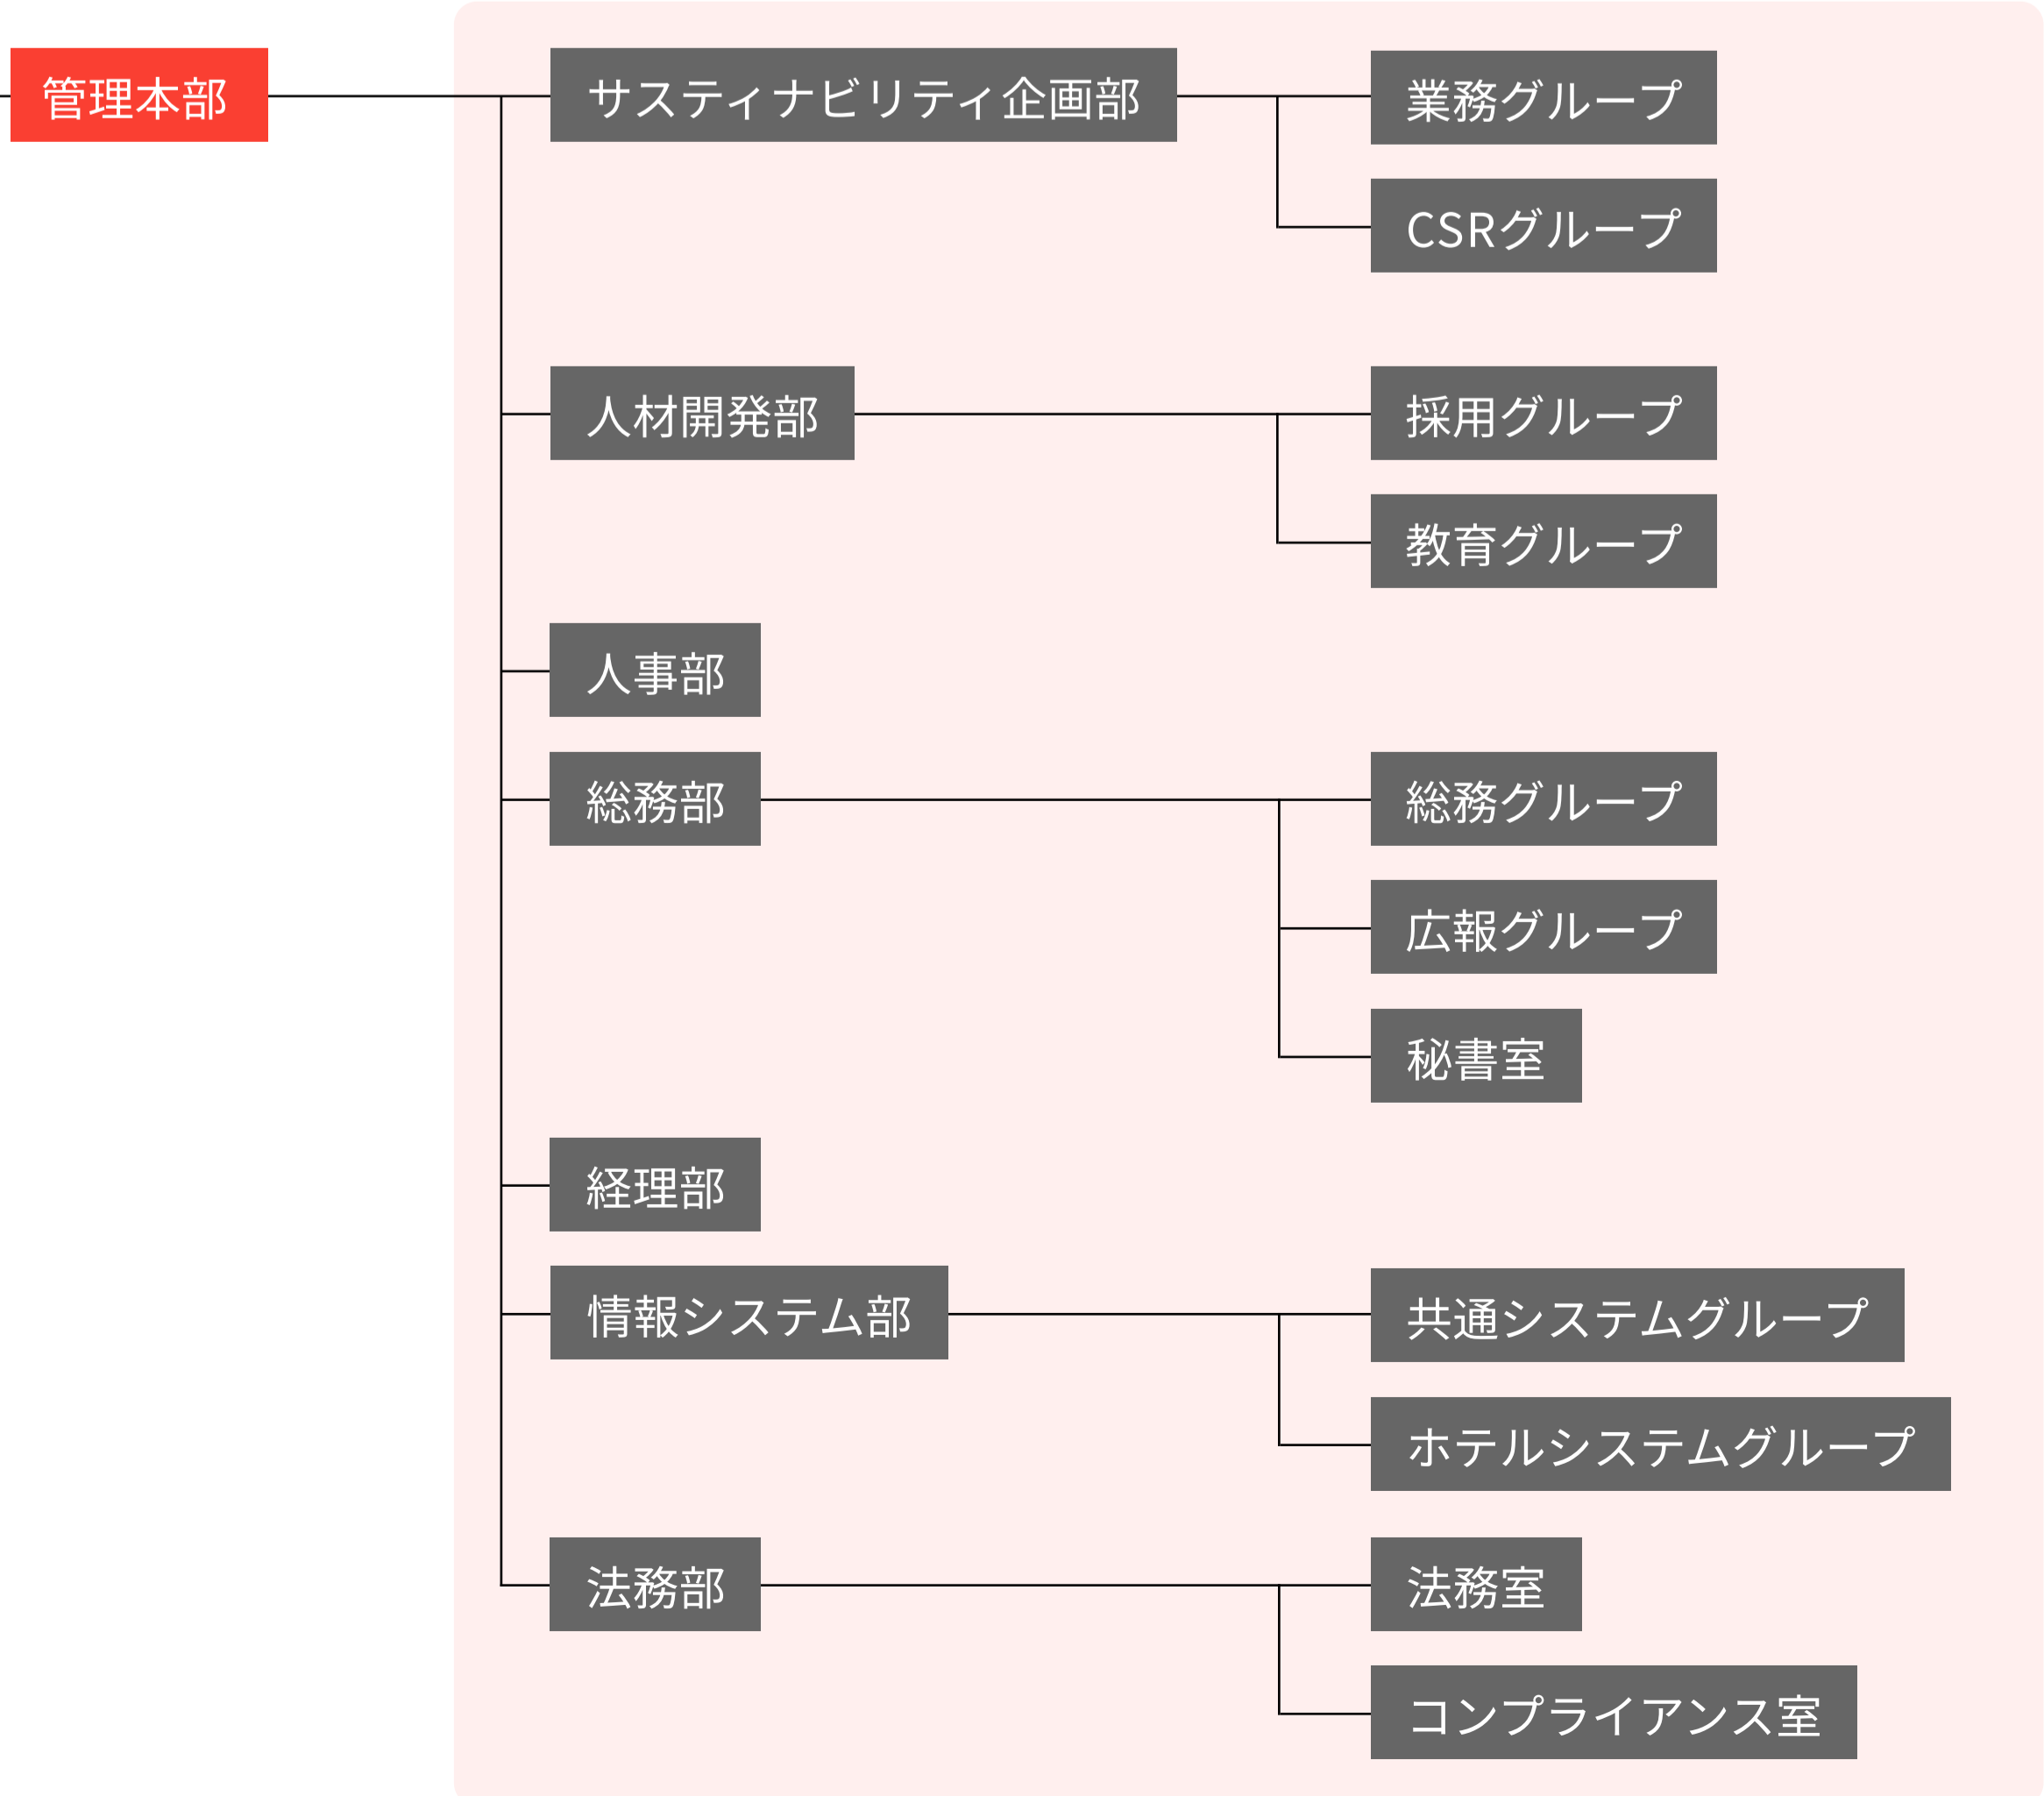 管理本部
サステイナビリティ企画部
業務グループ
CSRグループ
人材開発部
採用グループ
教育グループ
人事部
総務部
総務グループ
広報グループ
秘書室
経理部
情報システム部
共通システムグループ
ホテルシステムグループ
法務部
法務室
コンプライアンス室